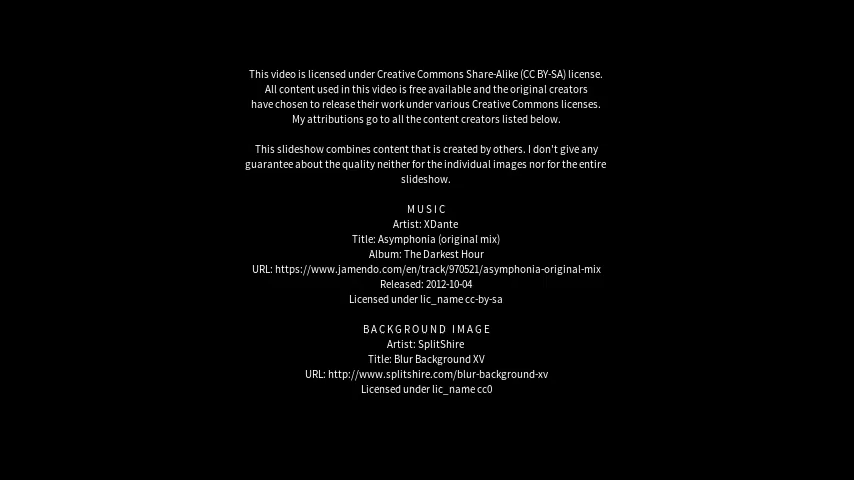 This video is licensed under Creative Commons Share-Alike (CC BY-SA) license.
All content used in this video is free available and the original creators
have chosen to release their work under various Creative Commons licenses.
My attributions go to all the content creators listed below.
This slideshow combines content that is created by others. I don't give any
guarantee about the quality neither for the individual images nor for the entire
slideshow.
MUSIC
Artist: XDante
Title: Asymphonia (original mix)
Album: The Darkest Hour
URL: https://www.jamendo.com/en/track/970521/asymphonia-original-mix
Released: 2012-10-04
Licensed under lic_name cc-by-sa
BACKGROUND IMAGE
Artist: SplitShire
Title: Blur Background XV
URL: http://www.splitshire.com/blur-background-xv
Licensed under lic_name cc0